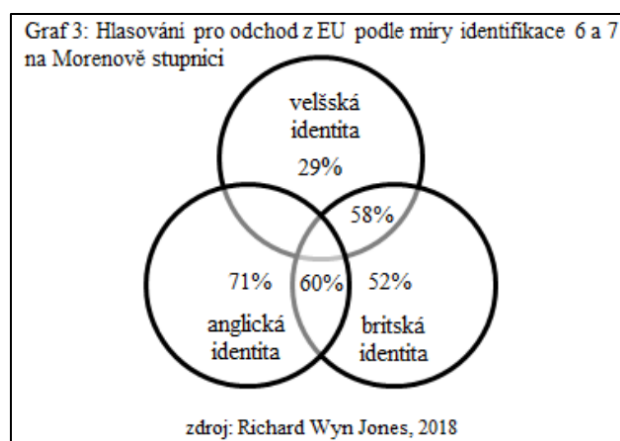 Graf 3: Hlasování pro odchod z EU podle míry identifikace 6 a 7
na Morenově stupnici
velšská
identita
29%
58%
71%
60%
52%
anglická
identita
britská
identita
zdroj: Richard Wyn Jones, 2018